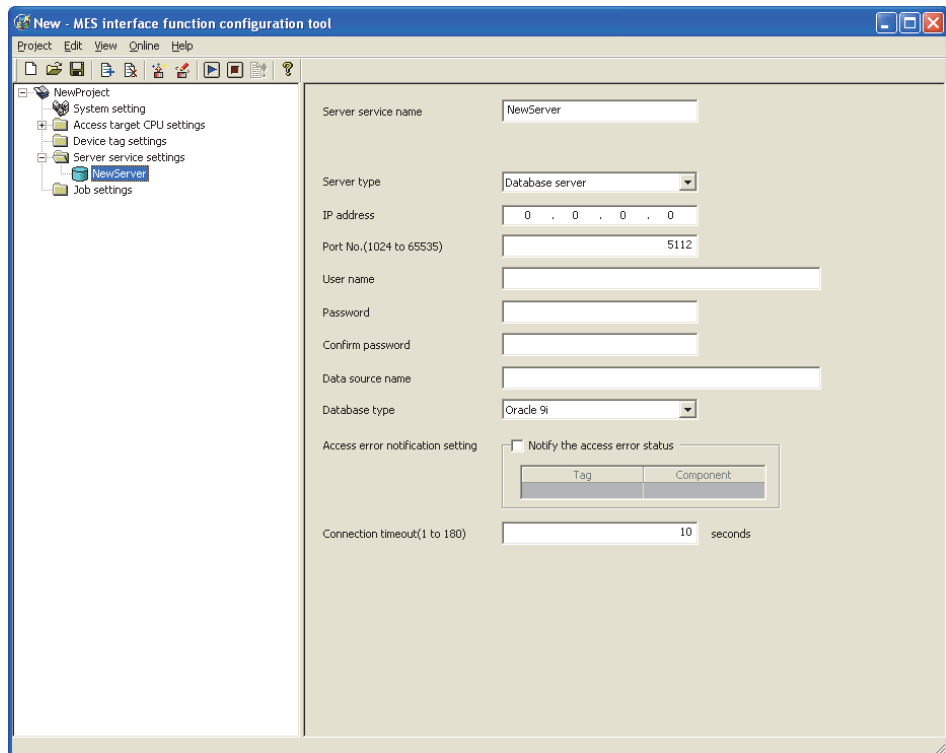 New - MES interface function configuration tool
Project Edit View Online Help
NewProject
System setting
Access target CPU settings
Device tag settings
Server service settings
NewServer
Job settings
Server service name NewServer
Server type Database server
IP address 0 . 0 . 0 . 0
Port No.(1024 to 65535) 5112
User name
Password
Confirm password
Data source name
Database type Oracle 9i
Access error notification setting Notify the access error status
Tag Component
Connection timeout(1 to 180) 10 seconds